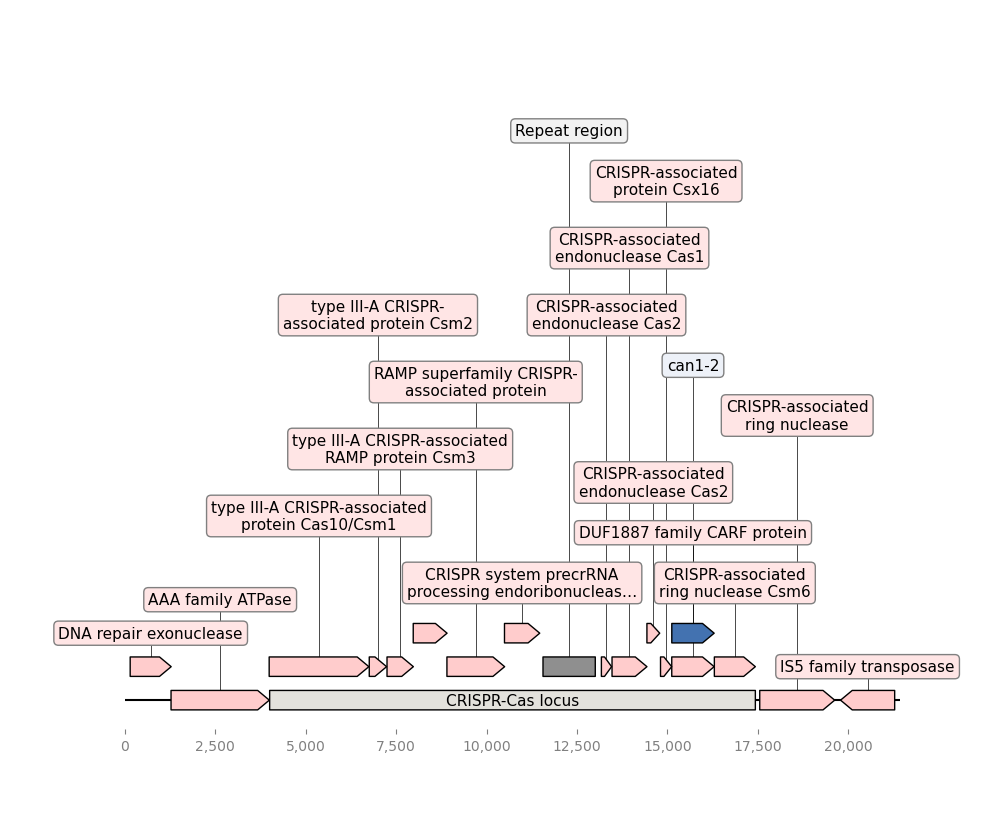 Repeat region
CRISPR-associated
protein Csx16
CRISPR-associated
endonuclease Cas1
type III-A CRISPR-
associated protein Csm2
CRISPR-associated
endonuclease Cas2
can1-2
RAMP superfamily CRISPR-
associated protein
CRISPR-associated
ring nuclease
type III-A CRISPR-associated
RAMP protein Csm3
CRISPR-associated
endonuclease Cas2
type III-A CRISPR-associated
protein Cas10/Csm1
DUF1887 family CARF protein
CRISPR system precrRNA
processing endoribonucleas…
CRISPR-associated
ring nuclease Csm6
AAA family ATPase
DNA repair exonuclease
IS5 family transposase
CRISPR-Cas locus
0 2,500 5,000 7,500 10,000 12,500 15,000 17,500 20,000